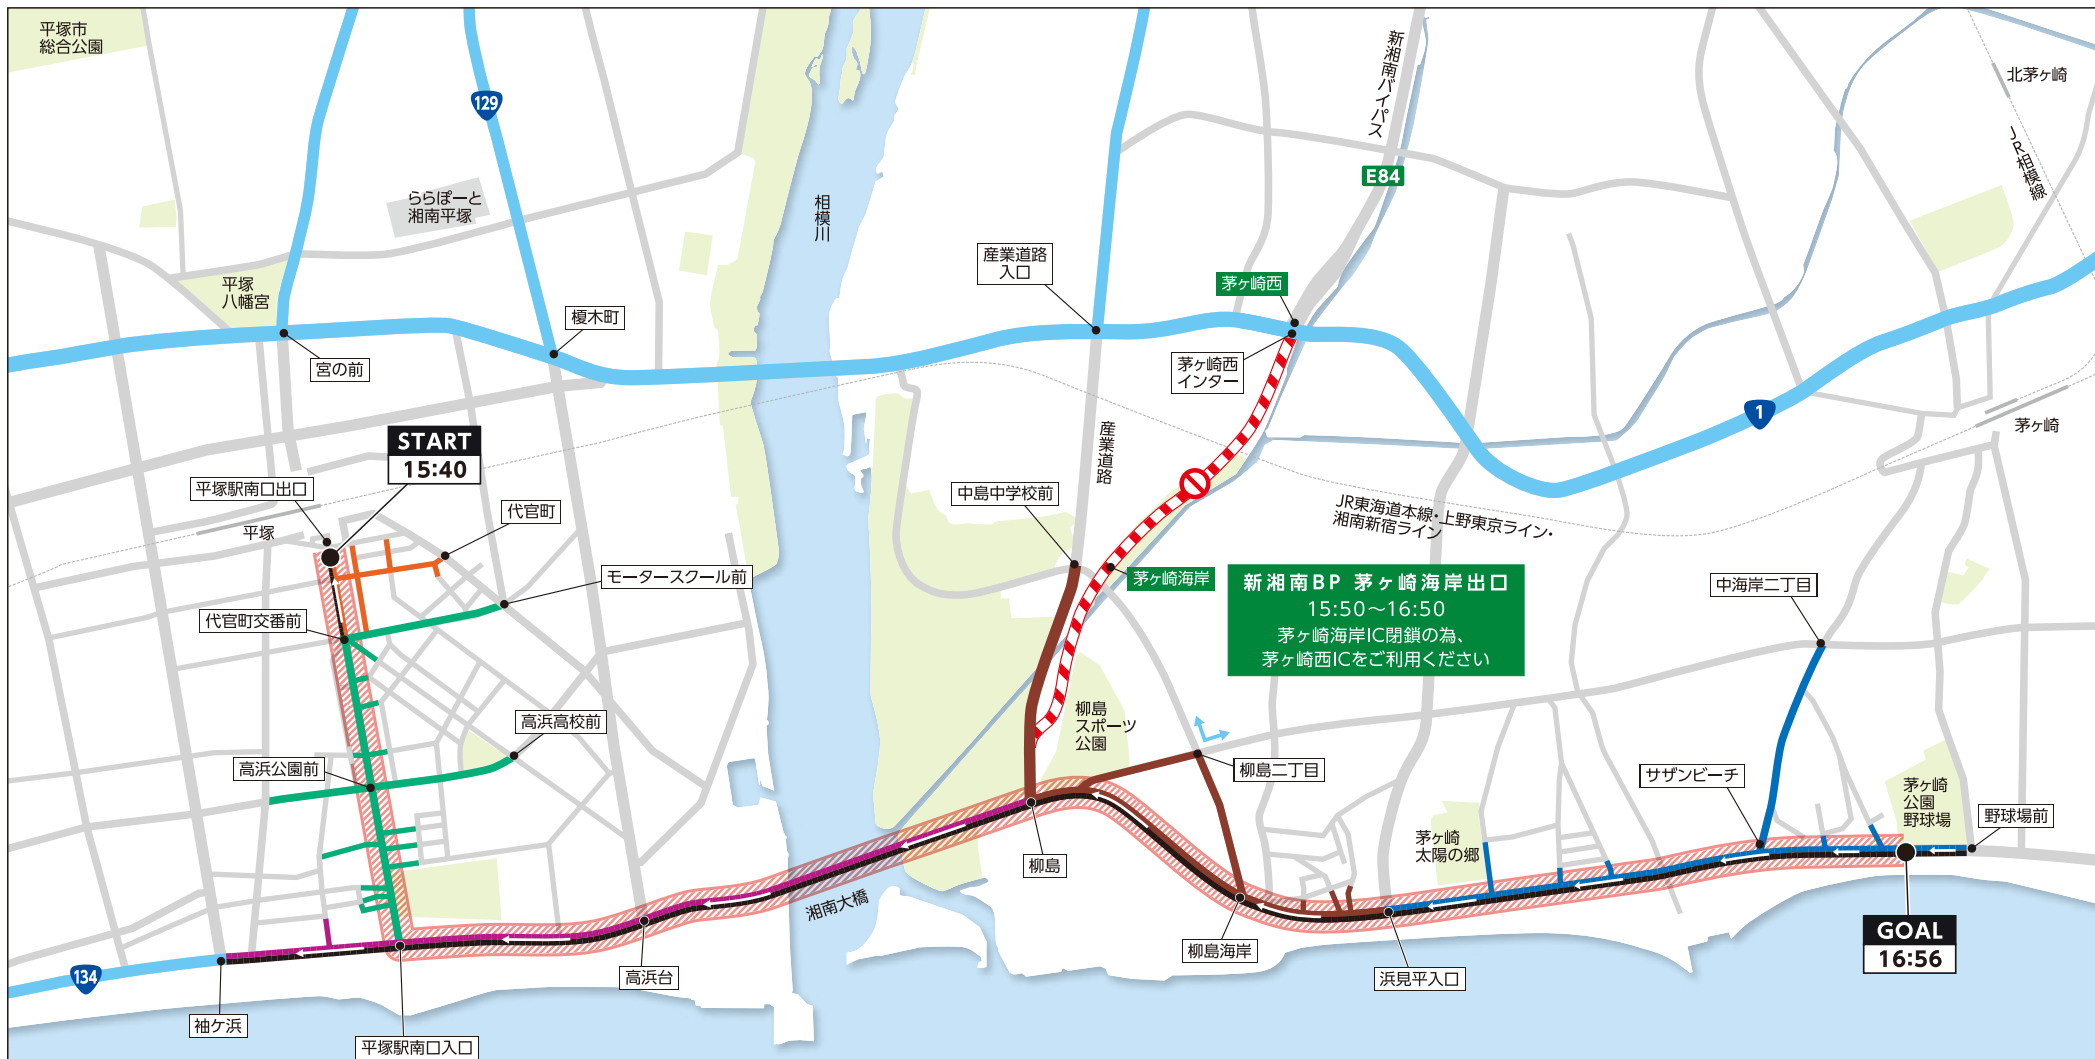 平塚市
総合公園
129
新湘南バイパス
北茅ヶ崎
JR相模線
E84
ららぽーと
湘南平塚
相模川
産業道路
入口
茅ヶ崎西
平塚
八幡宮
榎木町
宮の前
茅ヶ崎西
インター
1
茅ヶ崎
START
15:40
産業道路
平塚駅南口出口
代官町
中島中学校前
JR東海道本線・上野東京ライン・
湘南新宿ライン
平塚
モータースクール前
茅ヶ崎海岸
新湘南BP 茅ヶ崎海岸出口
15:50～16:50
茅ヶ崎海岸IC閉鎖の為、
茅ヶ崎西ICをご利用ください
中海岸二丁目
代官町交番前
高浜高校前
柳島
スポーツ
公園
高浜公園前
柳島二丁目
サザンビーチ
茅ヶ崎
公園
野球場
野球場前
茅ヶ崎
太陽の郷
柳島
湘南大橋
GOAL
16:56
134
高浜台
柳島海岸
浜見平入口
袖ケ浜
平塚駅南口入口